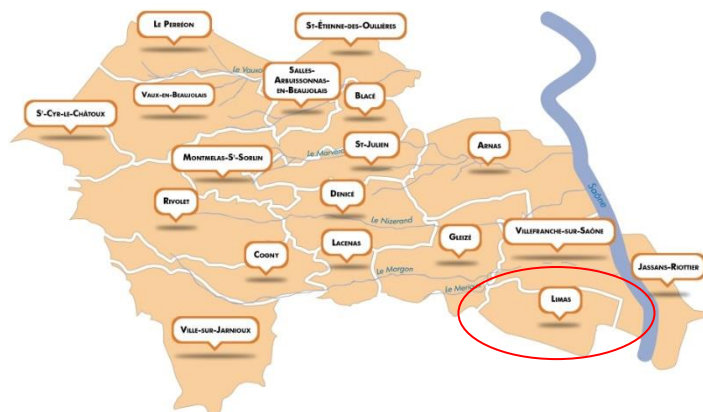 Le Perréon
St-Étienne-des-Oullières
Le Vauxonne
Salles-
Arbuissonnas-
en-Beaujolais
Vaux-en-Beaujolais
Blacé
St-Cyr-le-Châtoux
St-Julien
Arnas
Le Marverand
Montmelas-St-Sorlin
Saône
Rivolet
Denicé
Le Nizerand
Villefranche-sur-Saône
Gleizé
Lacenas
Cogny
Jassans-Riottier
Le Morgon
Le Merloux
Limas
Ville-sur-Jarnioux